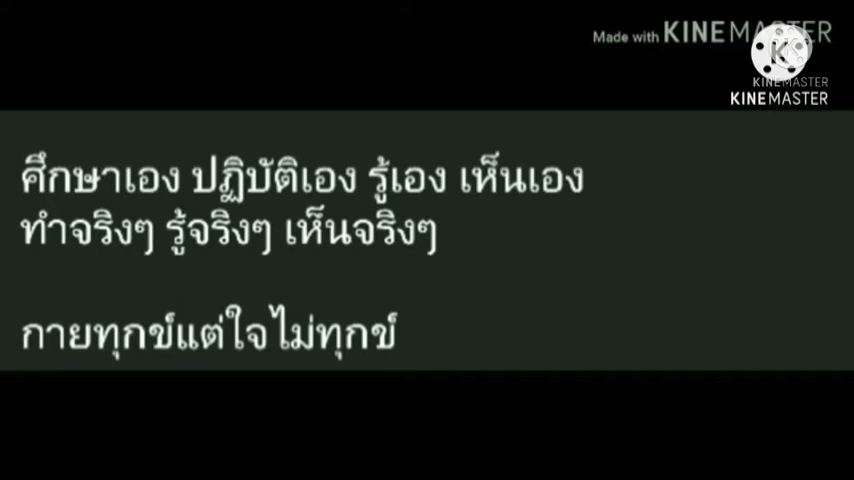 Made with KINEMASTER
KINEMASTER
KINEMASTER
ศึกษาเอง ปฏิบัติเอง รู้เอง เห็นเอง
ทำจริงๆ รู้จริงๆ เห็นจริงๆ
กายทุกข์แต่ใจไม่ทุกข์